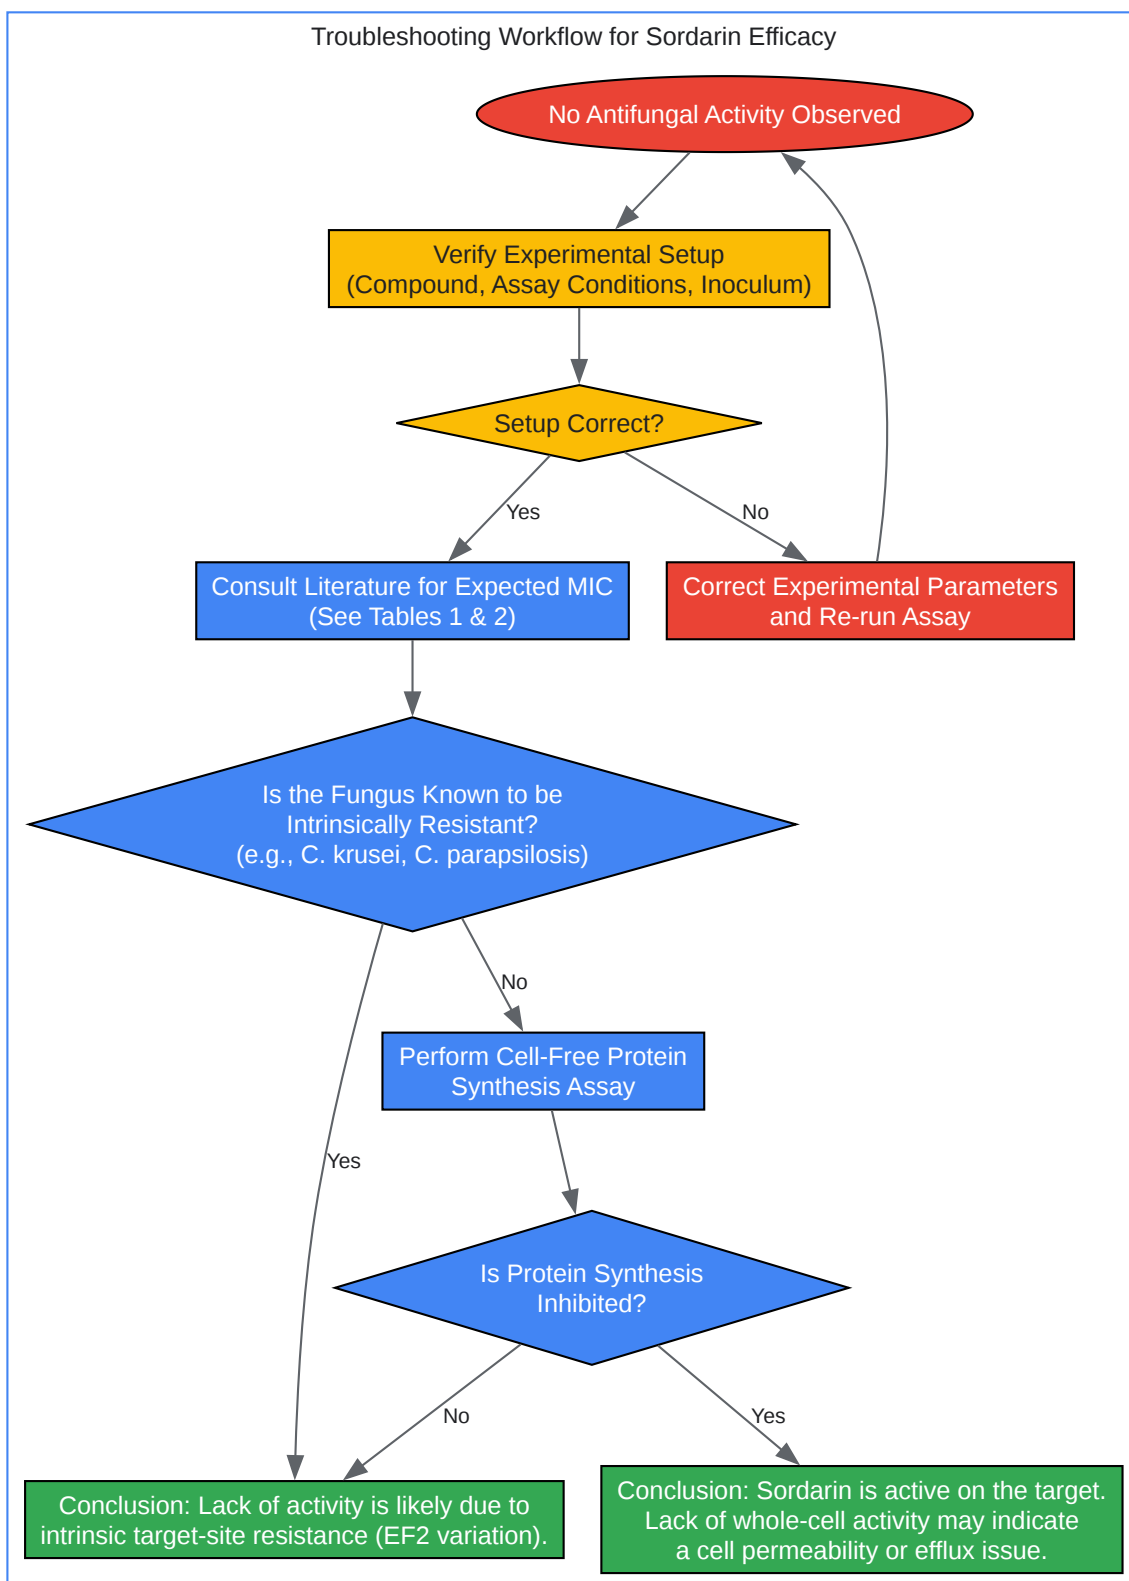 Troubleshooting Workflow for Sordarin Efficacy
No Antifungal Activity Observed
Verify Experimental Setup
(Compound, Assay Conditions, Inoculum)
Setup Correct?
Yes
No
Consult Literature for Expected MIC
(See Tables 1 & 2)
Correct Experimental Parameters
and Re-run Assay
Is the Fungus Known to be
Intrinsically Resistant?
(e.g., C. krusei, C. parapsilosis)
No
Perform Cell-Free Protein
Synthesis Assay
Yes
Is Protein Synthesis
Inhibited?
No
Yes
Conclusion: Lack of activity is likely due to
intrinsic target-site resistance (EF2 variation).
Conclusion: Sordarin is active on the target.
Lack of whole-cell activity may indicate
a cell permeability or efflux issue.